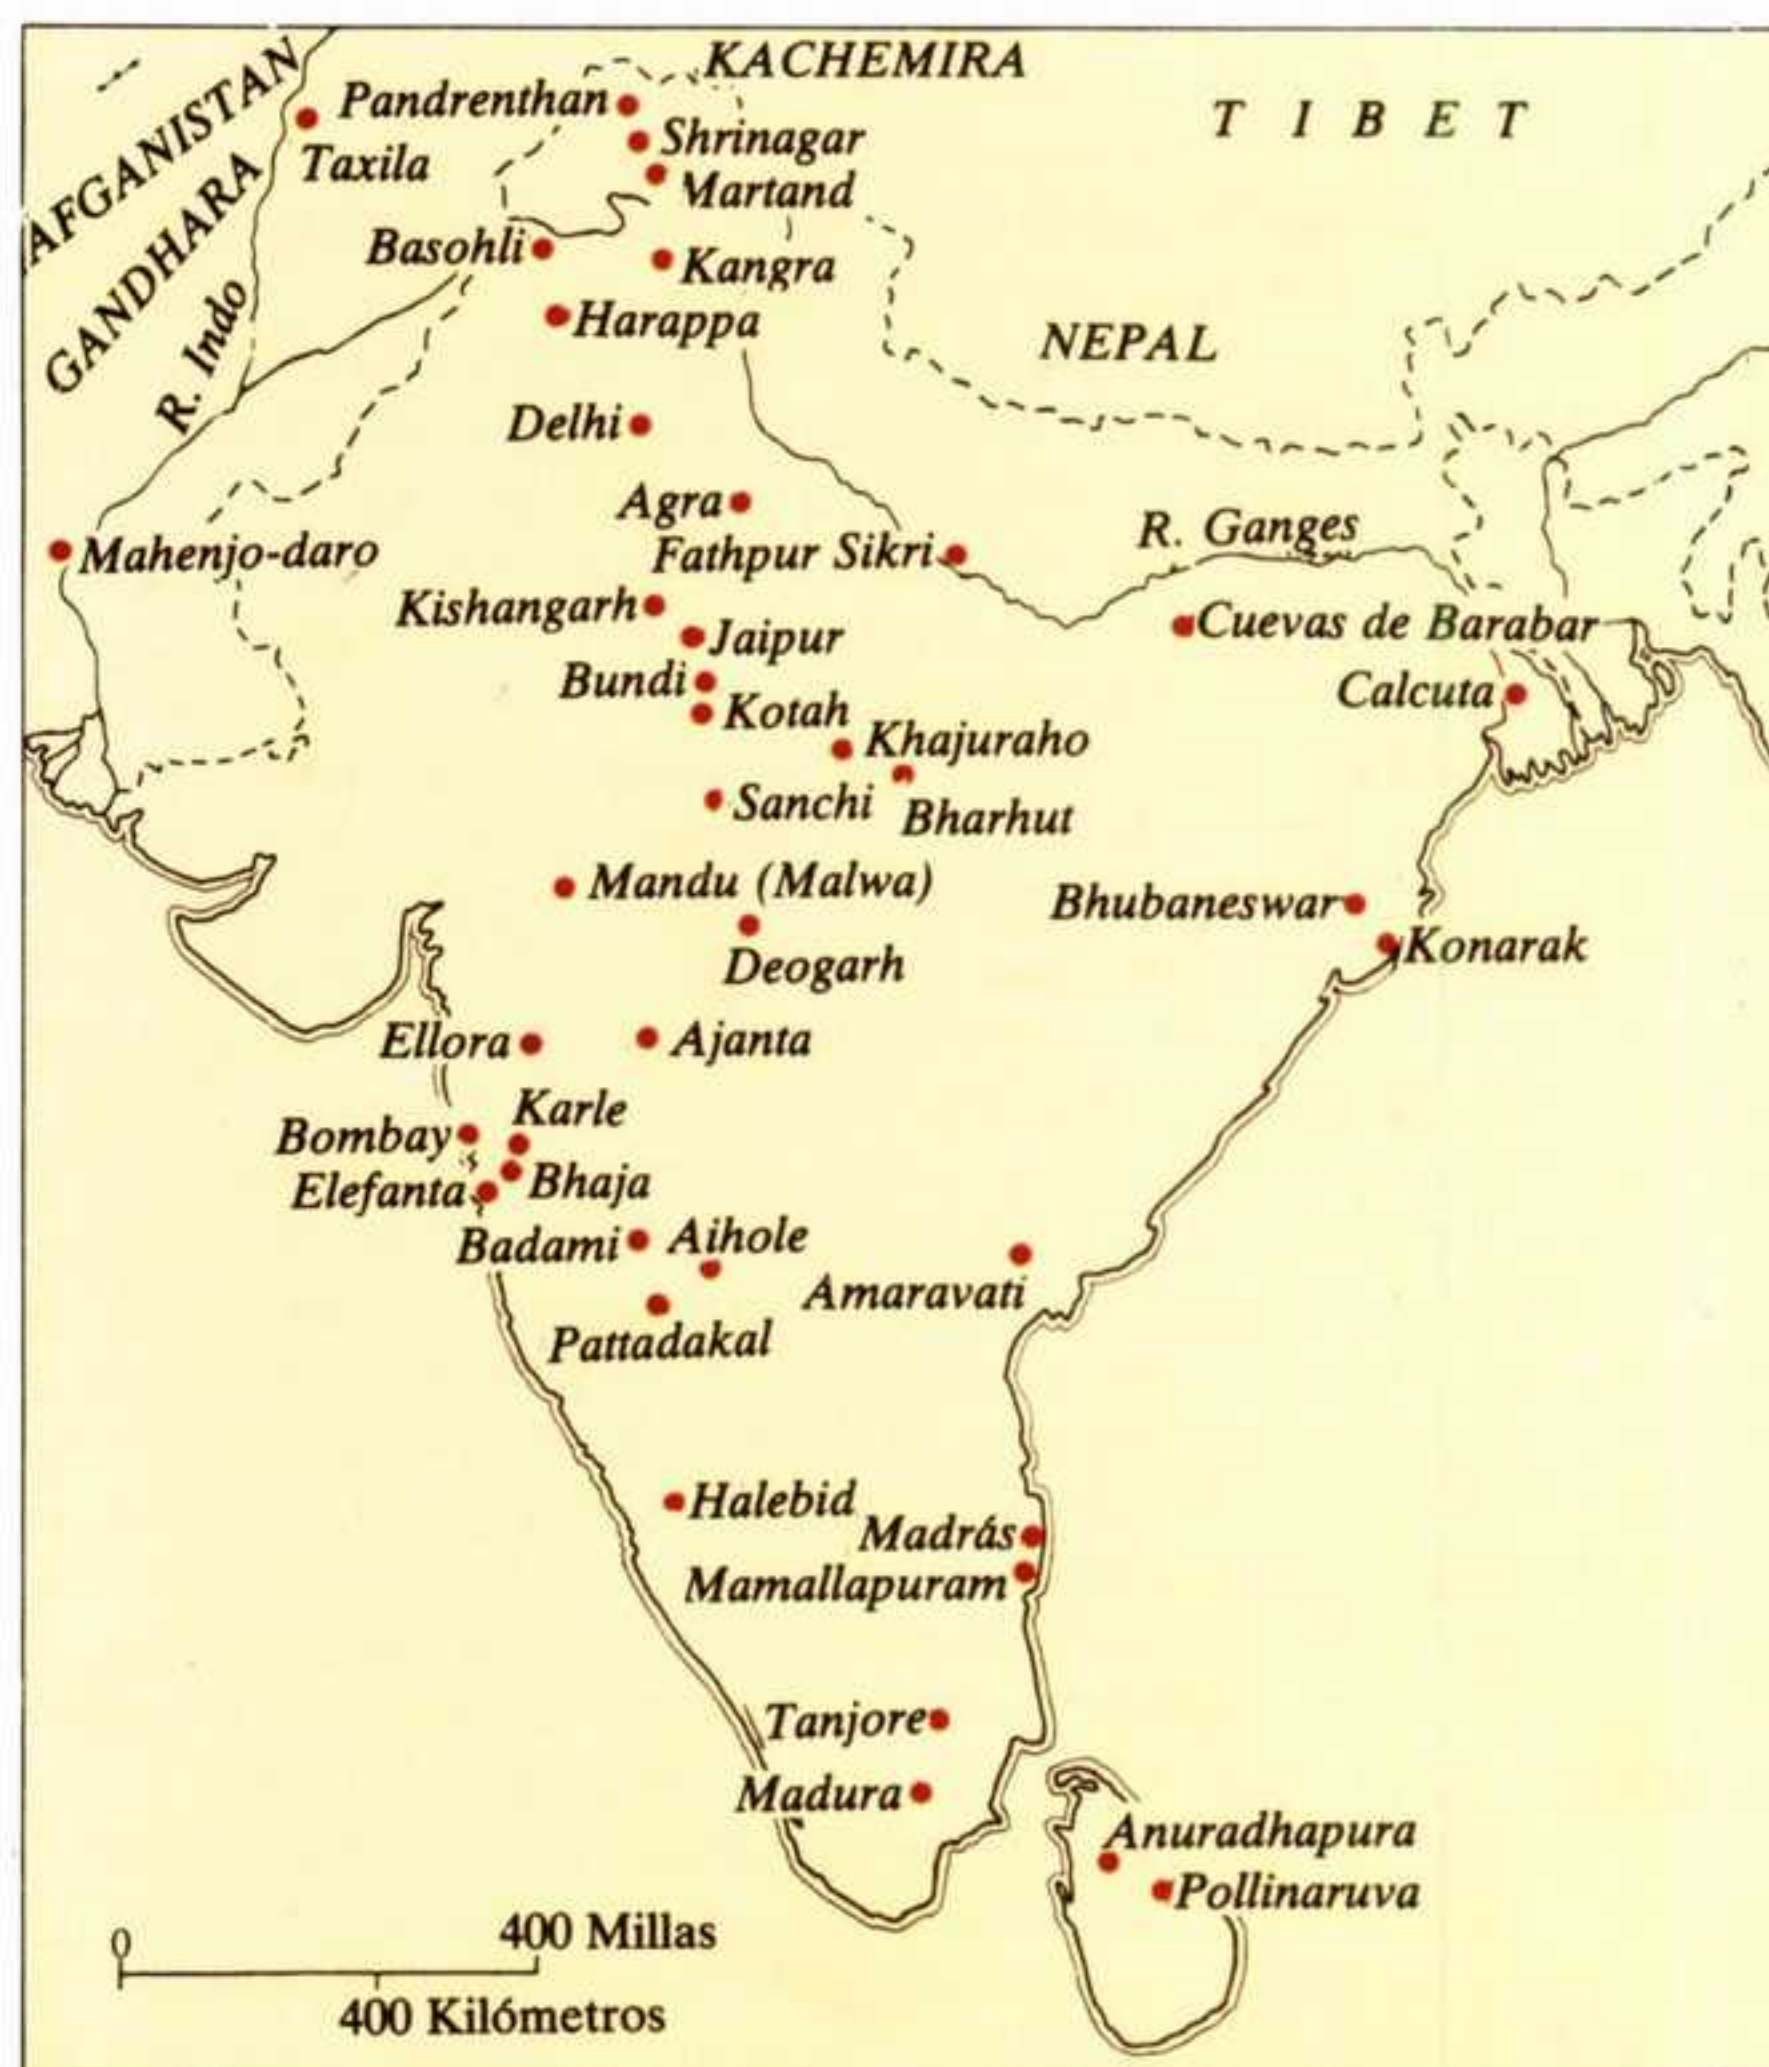 KACHEMIRA
AFGANISTAN
Pandrenthan
T I B E T
Shrinagar
Taxila
Martand
GANDHARA
Basohli
Kangra
R. Indo
Harappa
NEPAL
Delhi
Agra
R. Ganges
Mahenjo-daro
Fathpur Sikri
Kishangarh
Cuevas de Barabar
Jaipur
Bundi
Calcuta
Kotah
Khajuraho
Sanchi
Bharhut
Mandu (Malwa)
Bhubaneswar
Konarak
Deogarh
Ellora
Ajanta
Karle
Bombay
Bhaja
Elefanta
Badami
Aihole
Amaravati
Pattadakal
Halebid
Madrás
Mamallapuram
Tanjore
Madura
Anuradhapura
Pollinaruva
0
400 Millas
400 Kilómetros